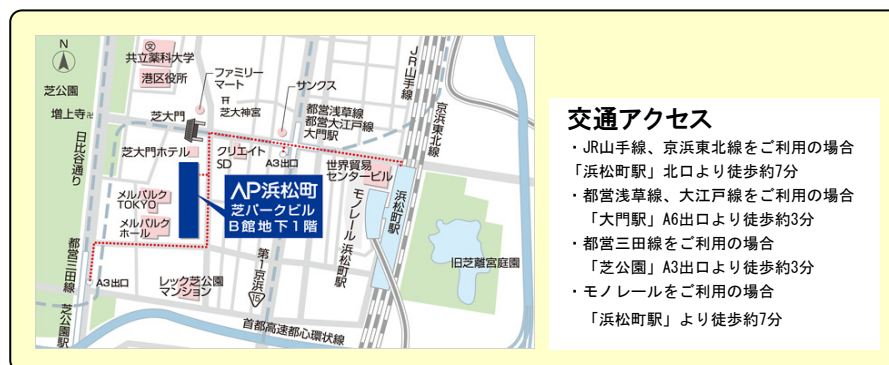 N
共立薬科大学
港区役所
芝公園
増上寺
日比谷通り
芝大門
ファミリー
マート
芝大神宮
サンクス
都営浅草線
都営大江戸線
大門駅
JR山手線
京浜東北線
芝大門ホテル
クリエイト
SD
A3出口
世界貿易
センタービル
メルパルク
TOKYO
メルパルク
ホール
AP浜松町
芝パークビル
B館地下1階
モノレール浜松町駅
浜松町駅
旧芝離宮庭園
都営三田線
芝公園駅
A3出口
レック芝公園
マンション
第1京浜
15
首都高速都心環状線
交通アクセス
・JR山手線、京浜東北線をご利用の場合
「浜松町駅」北口より徒歩約7分
・都営浅草線、大江戸線をご利用の場合
「大門駅」A6出口より徒歩約3分
・都営三田線をご利用の場合
「芝公園」A3出口より徒歩約3分
・モノレールをご利用の場合
「浜松町駅」より徒歩約7分